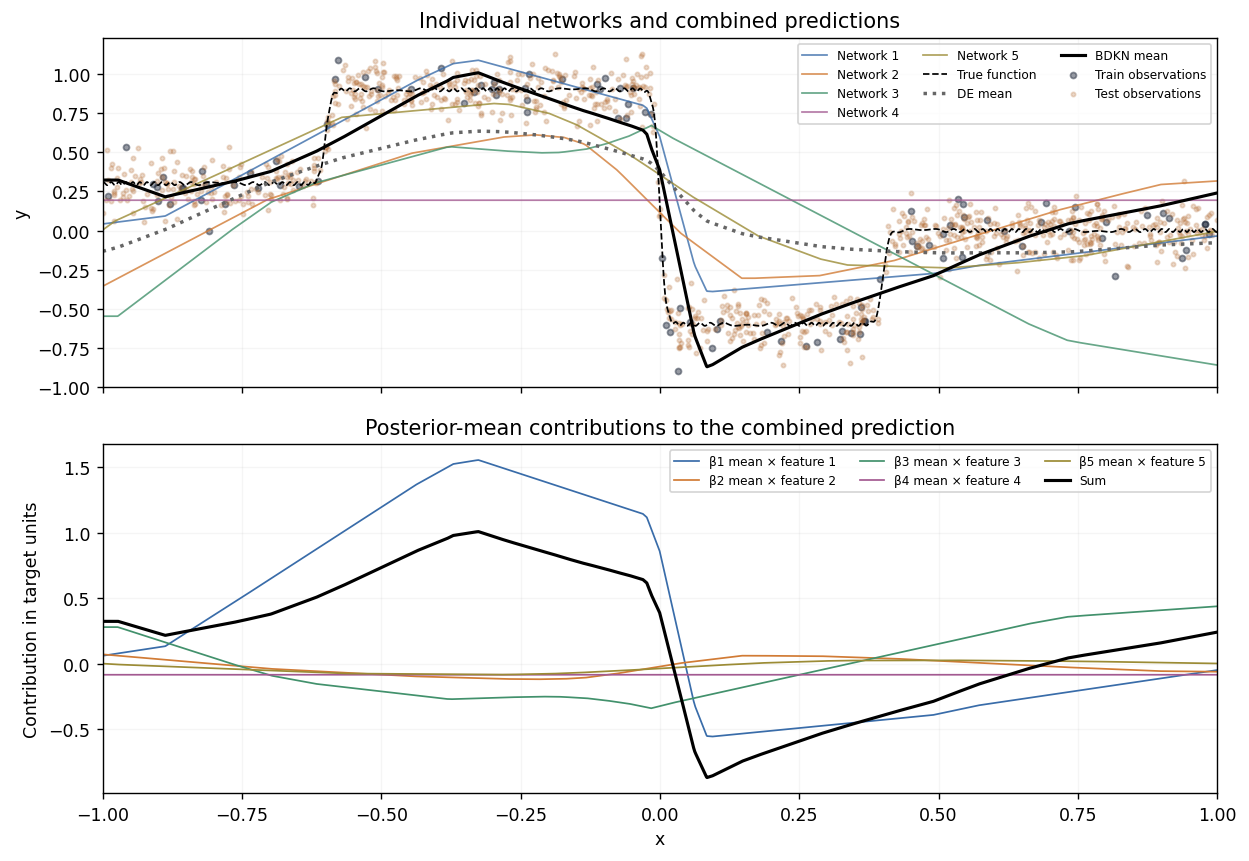 Individual networks and combined predictions
y
1.00
0.75
0.50
0.25
0.00
−0.25
−0.50
−0.75
−1.00
Network 1
Network 2
Network 3
Network 4
Network 5
True function
DE mean
BDKN mean
Train observations
Test observations
Posterior-mean contributions to the combined prediction
Contribution in target units
1.5
1.0
0.5
0.0
−0.5
β1 mean × feature 1
β2 mean × feature 2
β3 mean × feature 3
β4 mean × feature 4
β5 mean × feature 5
Sum
−1.00 −0.75 −0.50 −0.25 0.00 0.25 0.50 0.75 1.00
x